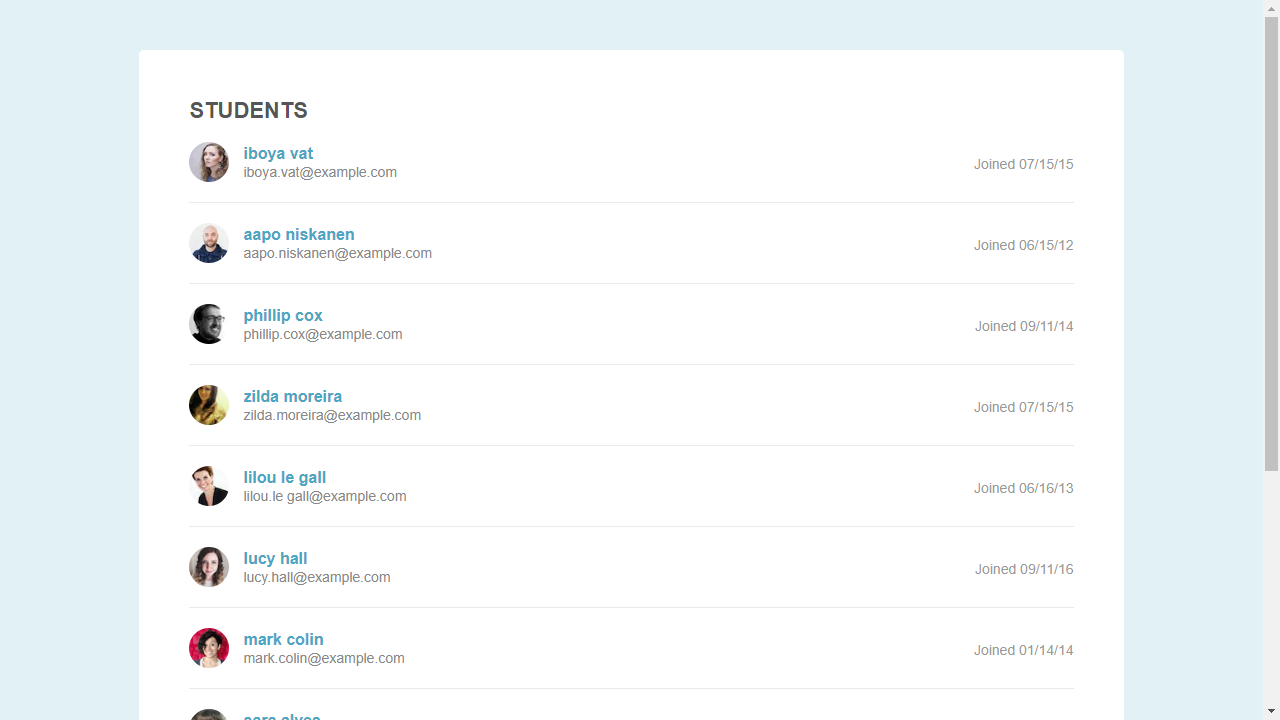 STUDENTS
iboya vat
iboya.vat@example.com
Joined 07/15/15
aapo niskanen
aapo.niskanen@example.com
Joined 06/15/12
phillip cox
phillip.cox@example.com
Joined 09/11/14
zilda moreira
zilda.moreira@example.com
Joined 07/15/15
lilou le gall
lilou.le gall@example.com
Joined 06/16/13
lucy hall
lucy.hall@example.com
Joined 09/11/16
mark colin
mark.colin@example.com
Joined 01/14/14